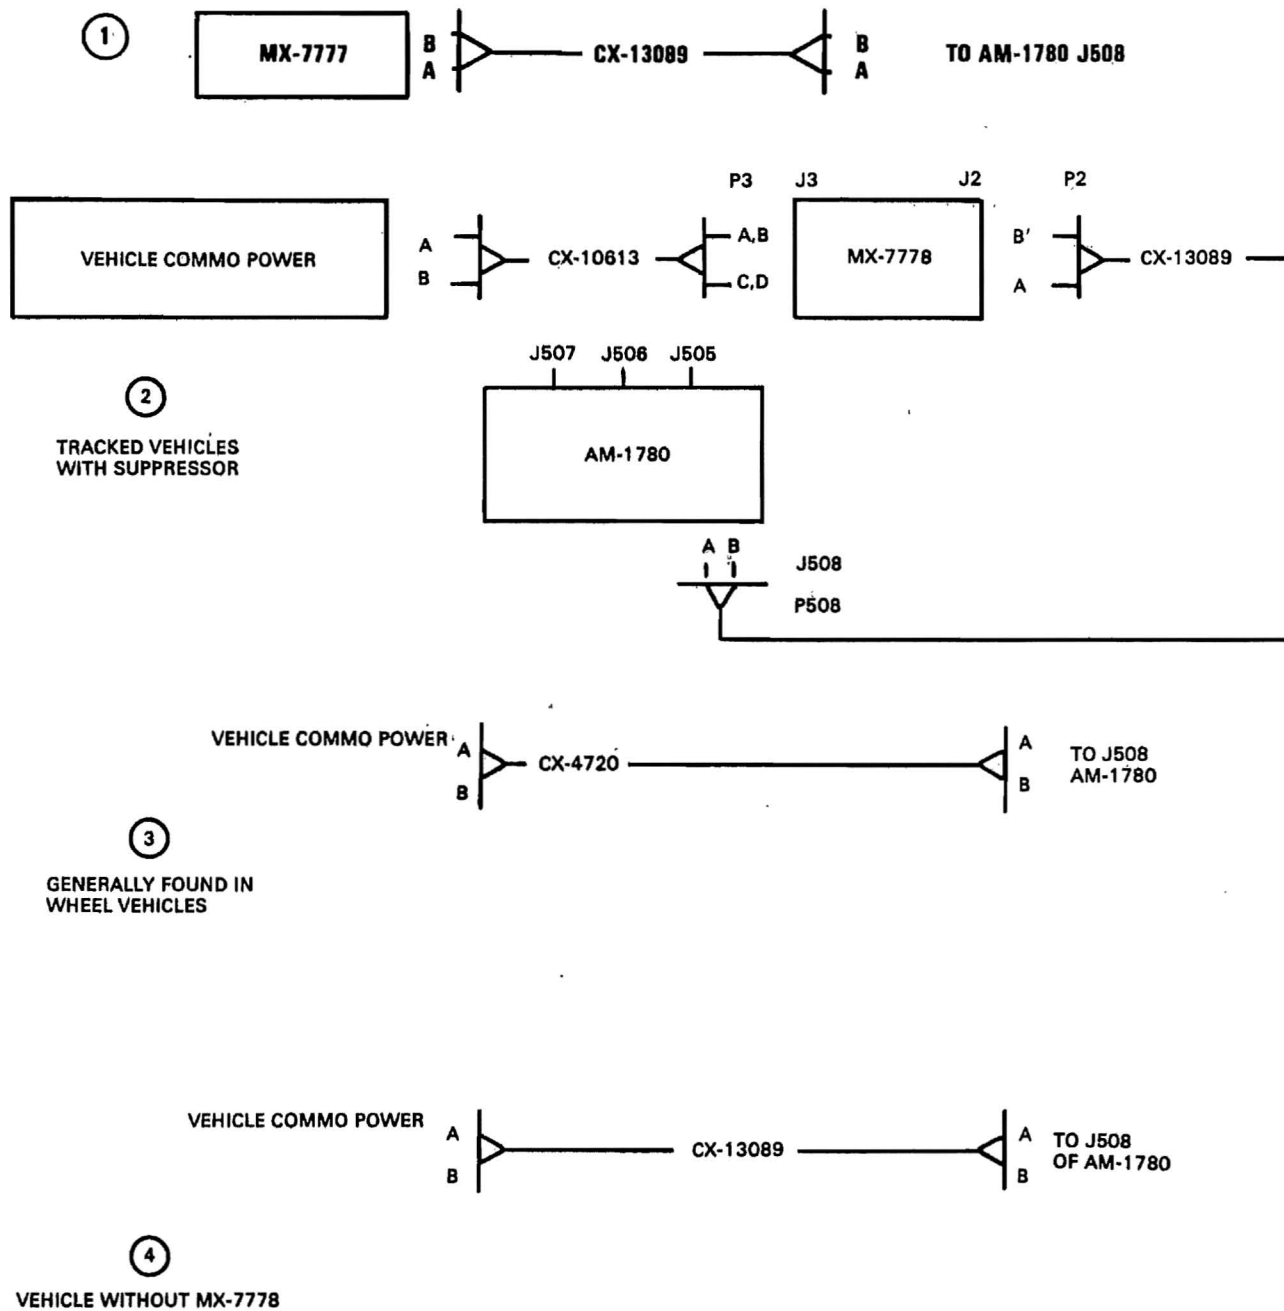 1
MX-7777
B
A
CX-13089
B
A
TO AM-1780 J508
P3
J3
J2
P2
VEHICLE COMMO POWER
A
B
CX-10613
A,B
C,D
MX-7778
B'
A
CX-13089
J507
J506
J505
2
TRACKED VEHICLES
WITH SUPPRESSOR
AM-1780
A
B
J508
P508
VEHICLE COMMO POWER
A
B
CX-4720
A
B
TO J508
AM-1780
3
GENERALLY FOUND IN
WHEEL VEHICLES
VEHICLE COMMO POWER
A
B
CX-13089
A
B
TO J508
OF AM-1780
4
VEHICLE WITHOUT MX-7778